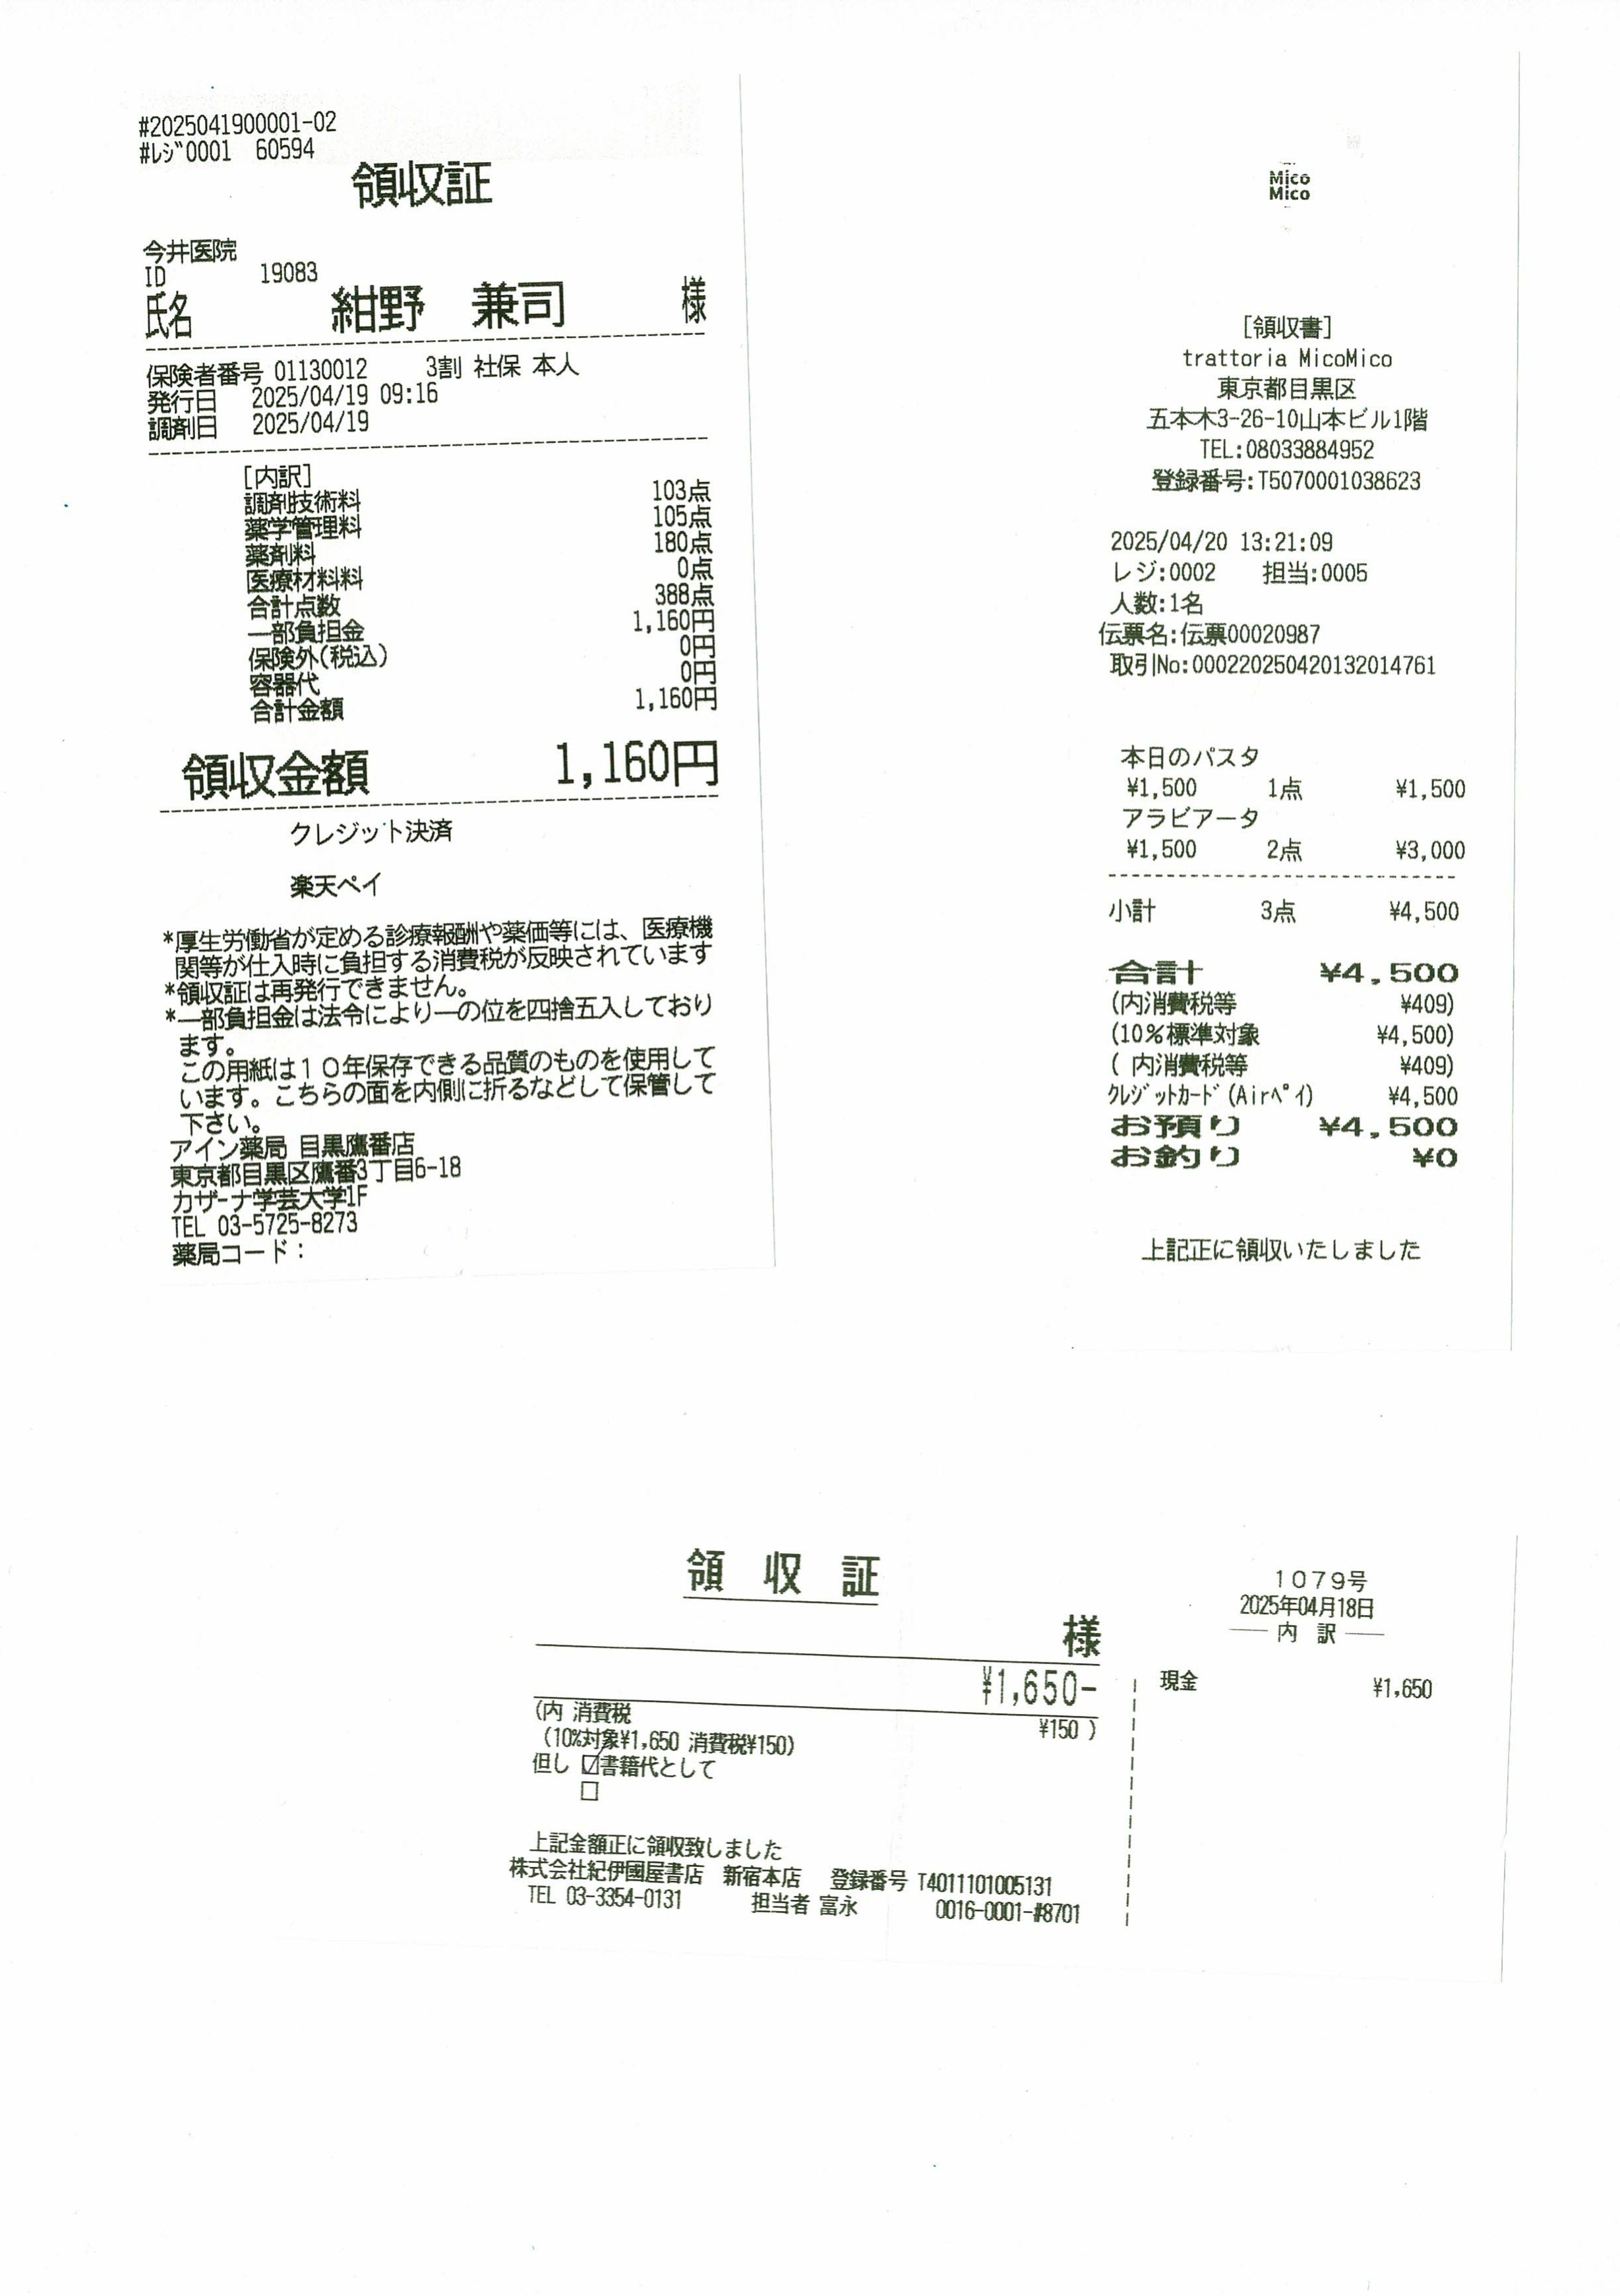 #2025041900001-02
#レジ0001 60594
領収証
今井医院
ID 19083
氏名 紺野 兼司 様
保険者番号 01130012 3割 社保 本人
発行日 2025/04/19 09:16
調剤日 2025/04/19
[内訳]
調剤技術料 103点
薬学管理料 105点
薬剤料 180点
医療材料料 0点
合計点数 388点
一部負担金 1,160円
保険外(税込) 0円
容器代 0円
合計金額 1,160円
領収金額 1,160円
クレジット決済
楽天ペイ
*厚生労働省が定める診療報酬や薬価等には、医療機
関等が仕入時に負担する消費税が反映されています
*領収証は再発行できません。
*一部負担金は法令により一の位を四捨五入しており
ます。
この用紙は10年保存できる品質のものを使用して
います。こちらの面を内側に折るなどして保管して
下さい。
アイン薬局 目黒鷹番店
東京都目黒区鷹番3丁目6-18
カザーナ学芸大学1F
TEL 03-5725-8273
薬局コード:
Mico
Mico
[領収書]
trattoria MicoMico
東京都目黒区
五本木3-26-10山本ビル1階
TEL:08033884952
登録番号:T5070001038623
2025/04/20 13:21:09
レジ:0002 担当:0005
人数:1名
伝票名:伝票00020987
取引No:000220250420132014761
本日のパスタ
¥1,500 1点 ¥1,500
アラビアータ
¥1,500 2点 ¥3,000
小計 3点 ¥4,500
合計 ¥4,500
(内消費税等 ¥409)
(10%標準対象 ¥4,500)
( 内消費税等 ¥409)
クレジットカード(Airペイ) ¥4,500
お預り ¥4,500
お釣り ¥0
上記正に領収いたしました
領 収 証
様
¥1,650-
(内 消費税 ¥150 )
(10%対象¥1,650 消費税¥150)
但し ☑書籍代として
□
上記金額正に領収致しました
株式会社紀伊國屋書店 新宿本店 登録番号 T4011101005131
TEL 03-3354-0131 担当者 富永 0016-0001-#8701
1079号
2025年04月18日
内 訳
現金 ¥1,650